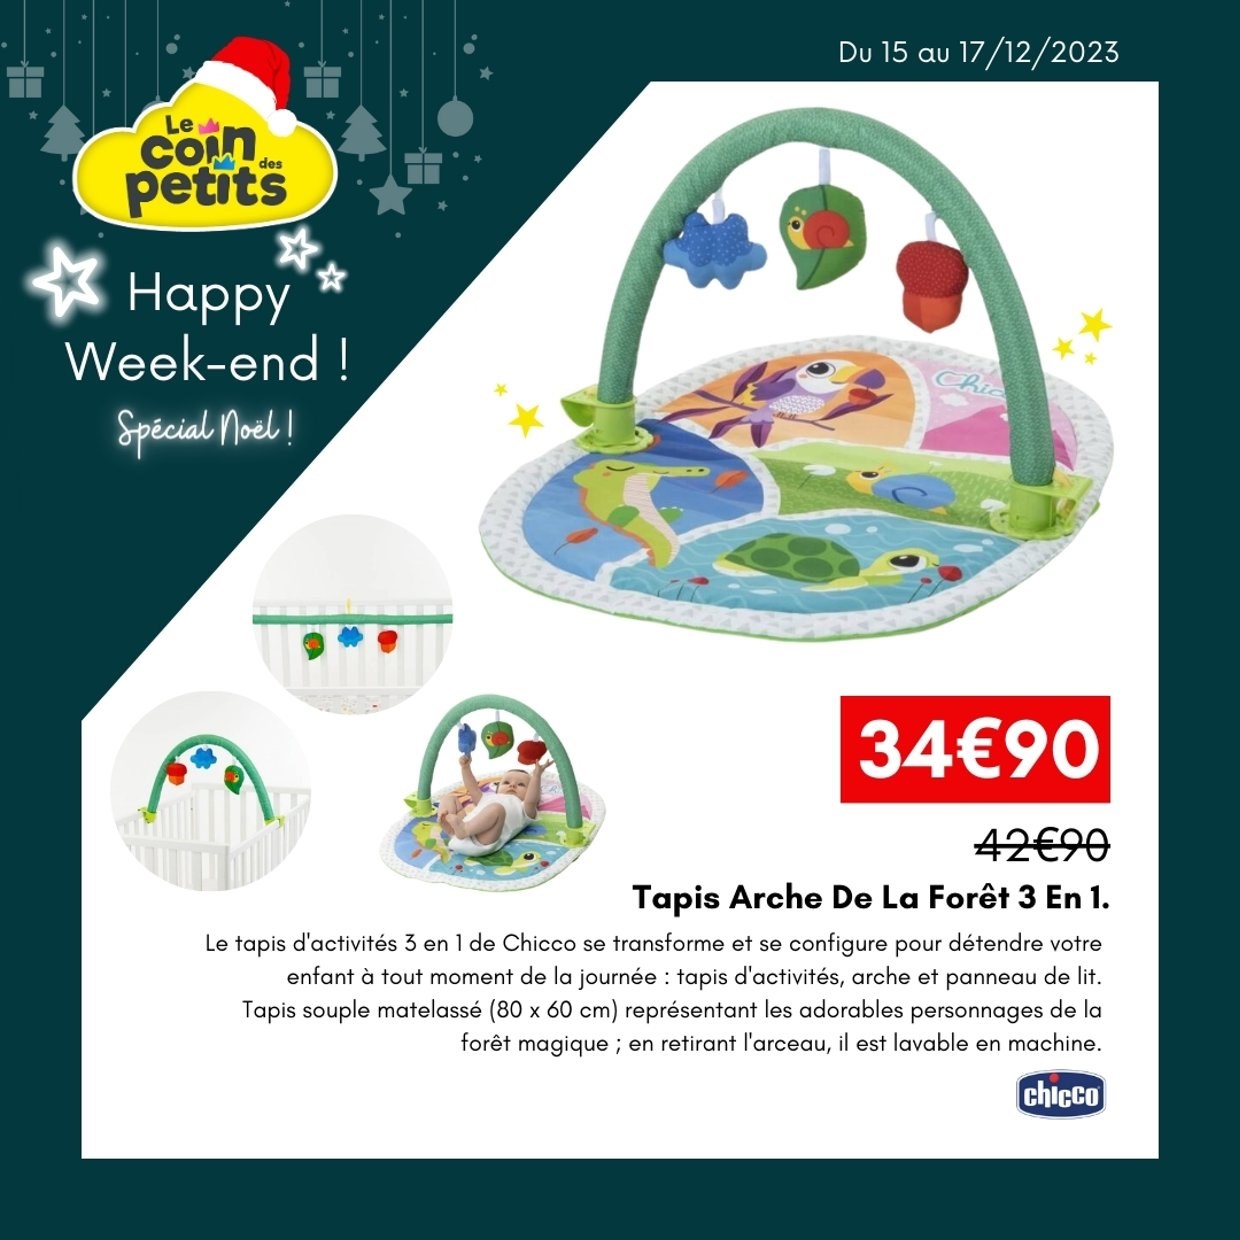 Du 15 au 17/12/2023
Le
coin
des
petits
Happy
Week-end !
Spécial Noël !
Chicco
34€90
42€90
Tapis Arche De La Forêt 3 En 1.
Le tapis d'activités 3 en 1 de Chicco se transforme et se configure pour détendre votre
enfant à tout moment de la journée : tapis d'activités, arche et panneau de lit.
Tapis souple matelassé (80 x 60 cm) représentant les adorables personnages de la
forêt magique ; en retirant l'arceau, il est lavable en machine.
chicco